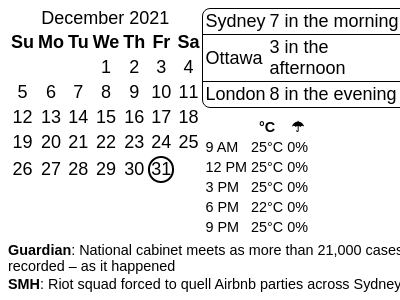 December 2021
Su Mo Tu We Th Fr Sa
1 2 3 4
5 6 7 8 9 10 11
12 13 14 15 16 17 18
19 20 21 22 23 24 25
26 27 28 29 30 31
Sydney 7 in the morning
Ottawa 3 in the
afternoon
London 8 in the evening
°C ☂
9 AM 25°C 0%
12 PM 25°C 0%
3 PM 25°C 0%
6 PM 22°C 0%
9 PM 25°C 0%
Guardian: National cabinet meets as more than 21,000 cases
recorded – as it happened
SMH: Riot squad forced to quell Airbnb parties across Sydney